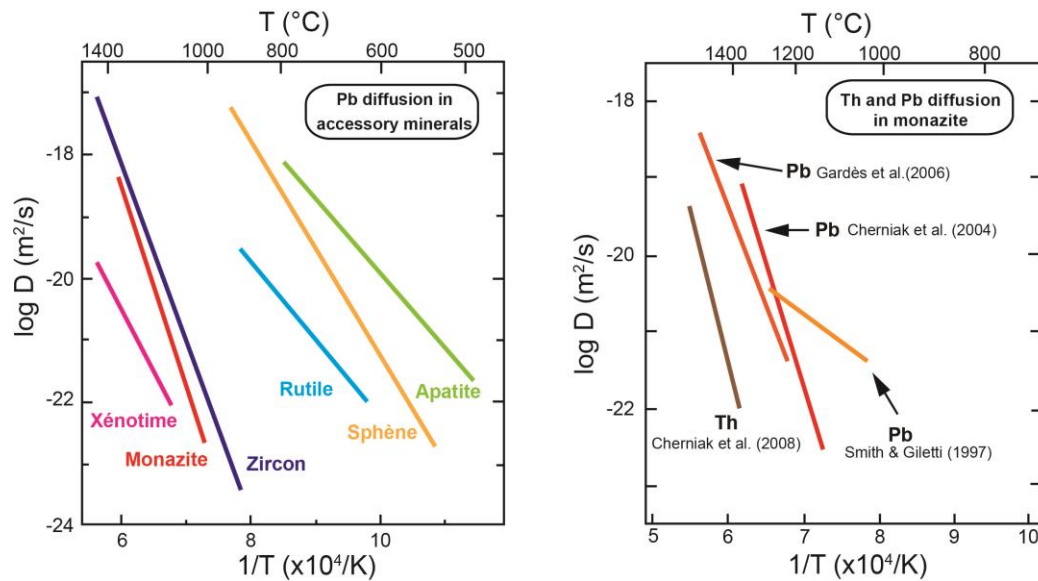 T (°C)
1400 1000 800 600 500
Pb diffusion in
accessory minerals
log D (m²/s)
-18
-20
-22
-24
Xénotime
Monazite
Zircon
Rutile
Sphène
Apatite
6 8 10
1/T (x10⁴/K)
T (°C)
1400 1200 1000 800
Th and Pb diffusion
in monazite
log D (m²/s)
-18
-20
-22
Pb Gardès et al.(2006)
Pb Cherniak et al. (2004)
Th
Cherniak et al. (2008)
Pb
Smith & Giletti (1997)
5 6 7 8 9 10
1/T (x10⁴/K)